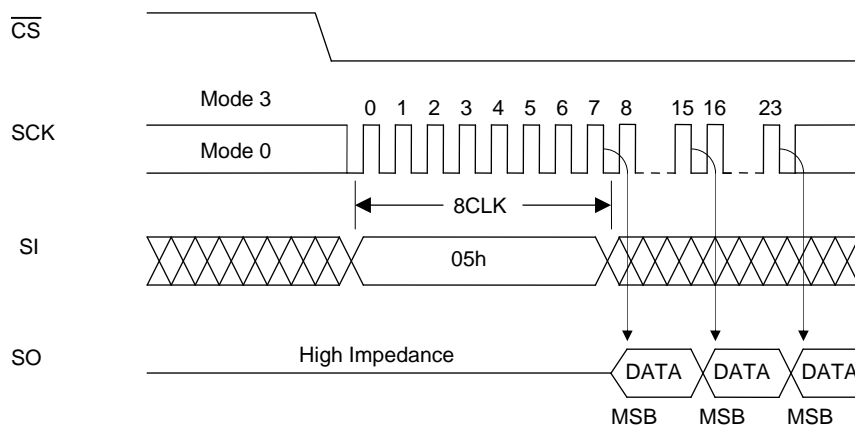 CS
Mode 3
0 1 2 3 4 5 6 7 8 15 16 23
SCK
Mode 0
8CLK
SI
05h
SO
High Impedance
DATA DATA DATA
MSB MSB MSB